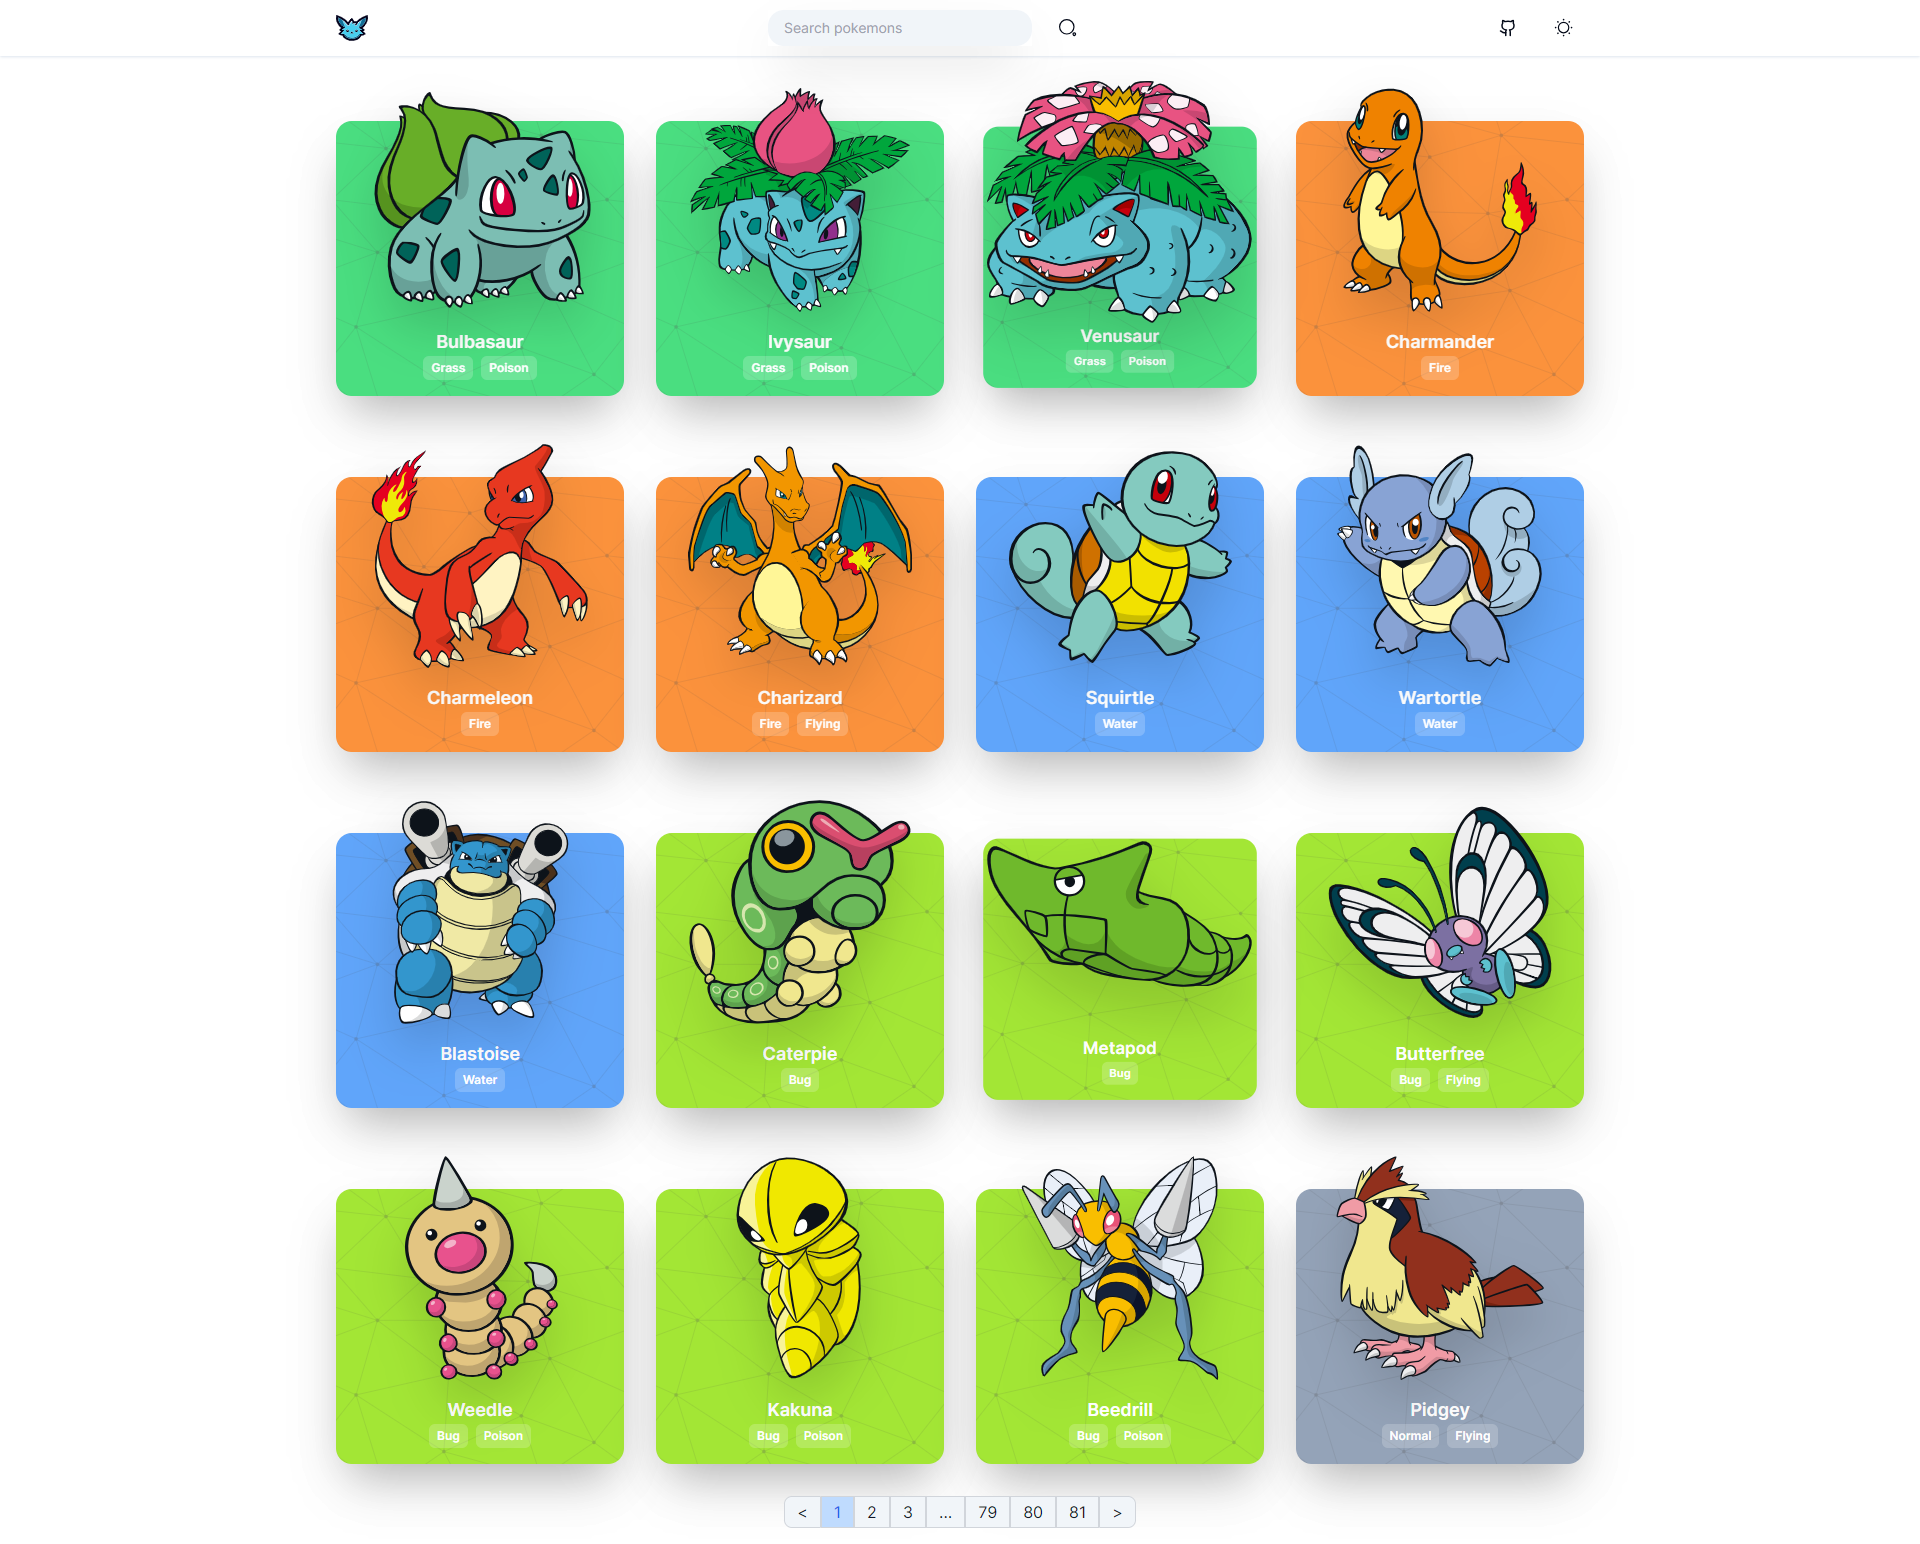 Search pokemons
Bulbasaur
Grass Poison
Ivysaur
Grass Poison
Venusaur
Grass Poison
Charmander
Fire
Charmeleon
Fire
Charizard
Fire Flying
Squirtle
Water
Wartortle
Water
Blastoise
Water
Caterpie
Bug
Metapod
Bug
Butterfree
Bug Flying
Weedle
Bug Poison
Kakuna
Bug Poison
Beedrill
Bug Poison
Pidgey
Normal Flying
< 1 2 3 ... 79 80 81 >